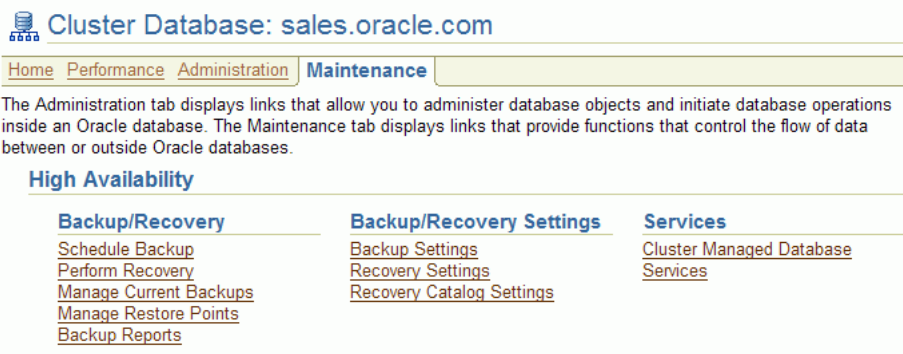 Cluster Database: sales.oracle.com
Home Performance Administration Maintenance
The Administration tab displays links that allow you to administer database objects and initiate database operations
inside an Oracle database. The Maintenance tab displays links that provide functions that control the flow of data
between or outside Oracle databases.
High Availability
Backup/Recovery
Schedule Backup
Perform Recovery
Manage Current Backups
Manage Restore Points
Backup Reports
Backup/Recovery Settings
Backup Settings
Recovery Settings
Recovery Catalog Settings
Services
Cluster Managed Database
Services